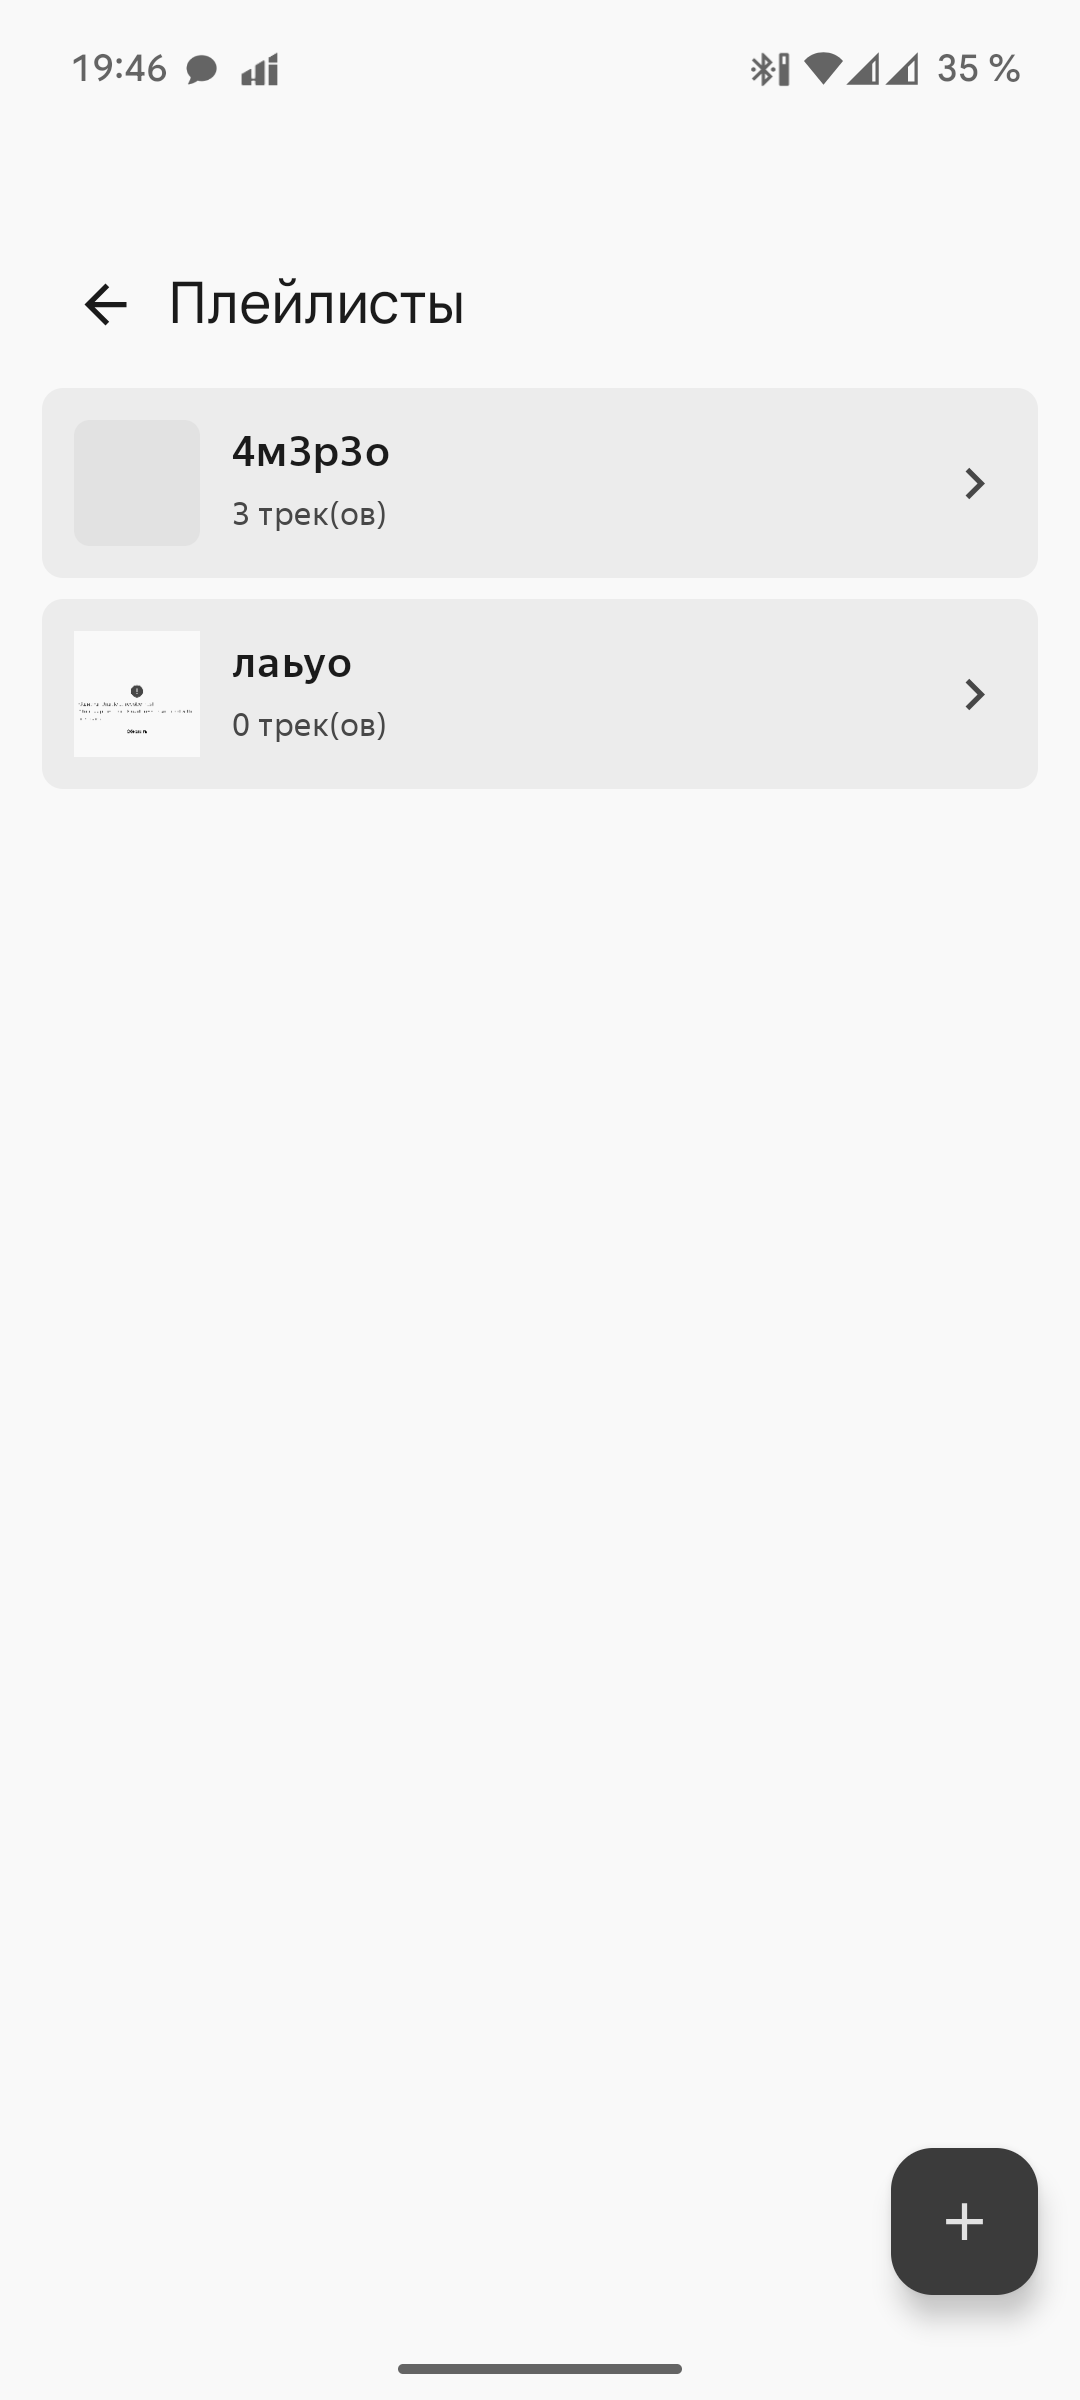 19:46
35 %
Плейлисты
4м3р3о
3 трек(ов)
лаьуо
0 трек(ов)